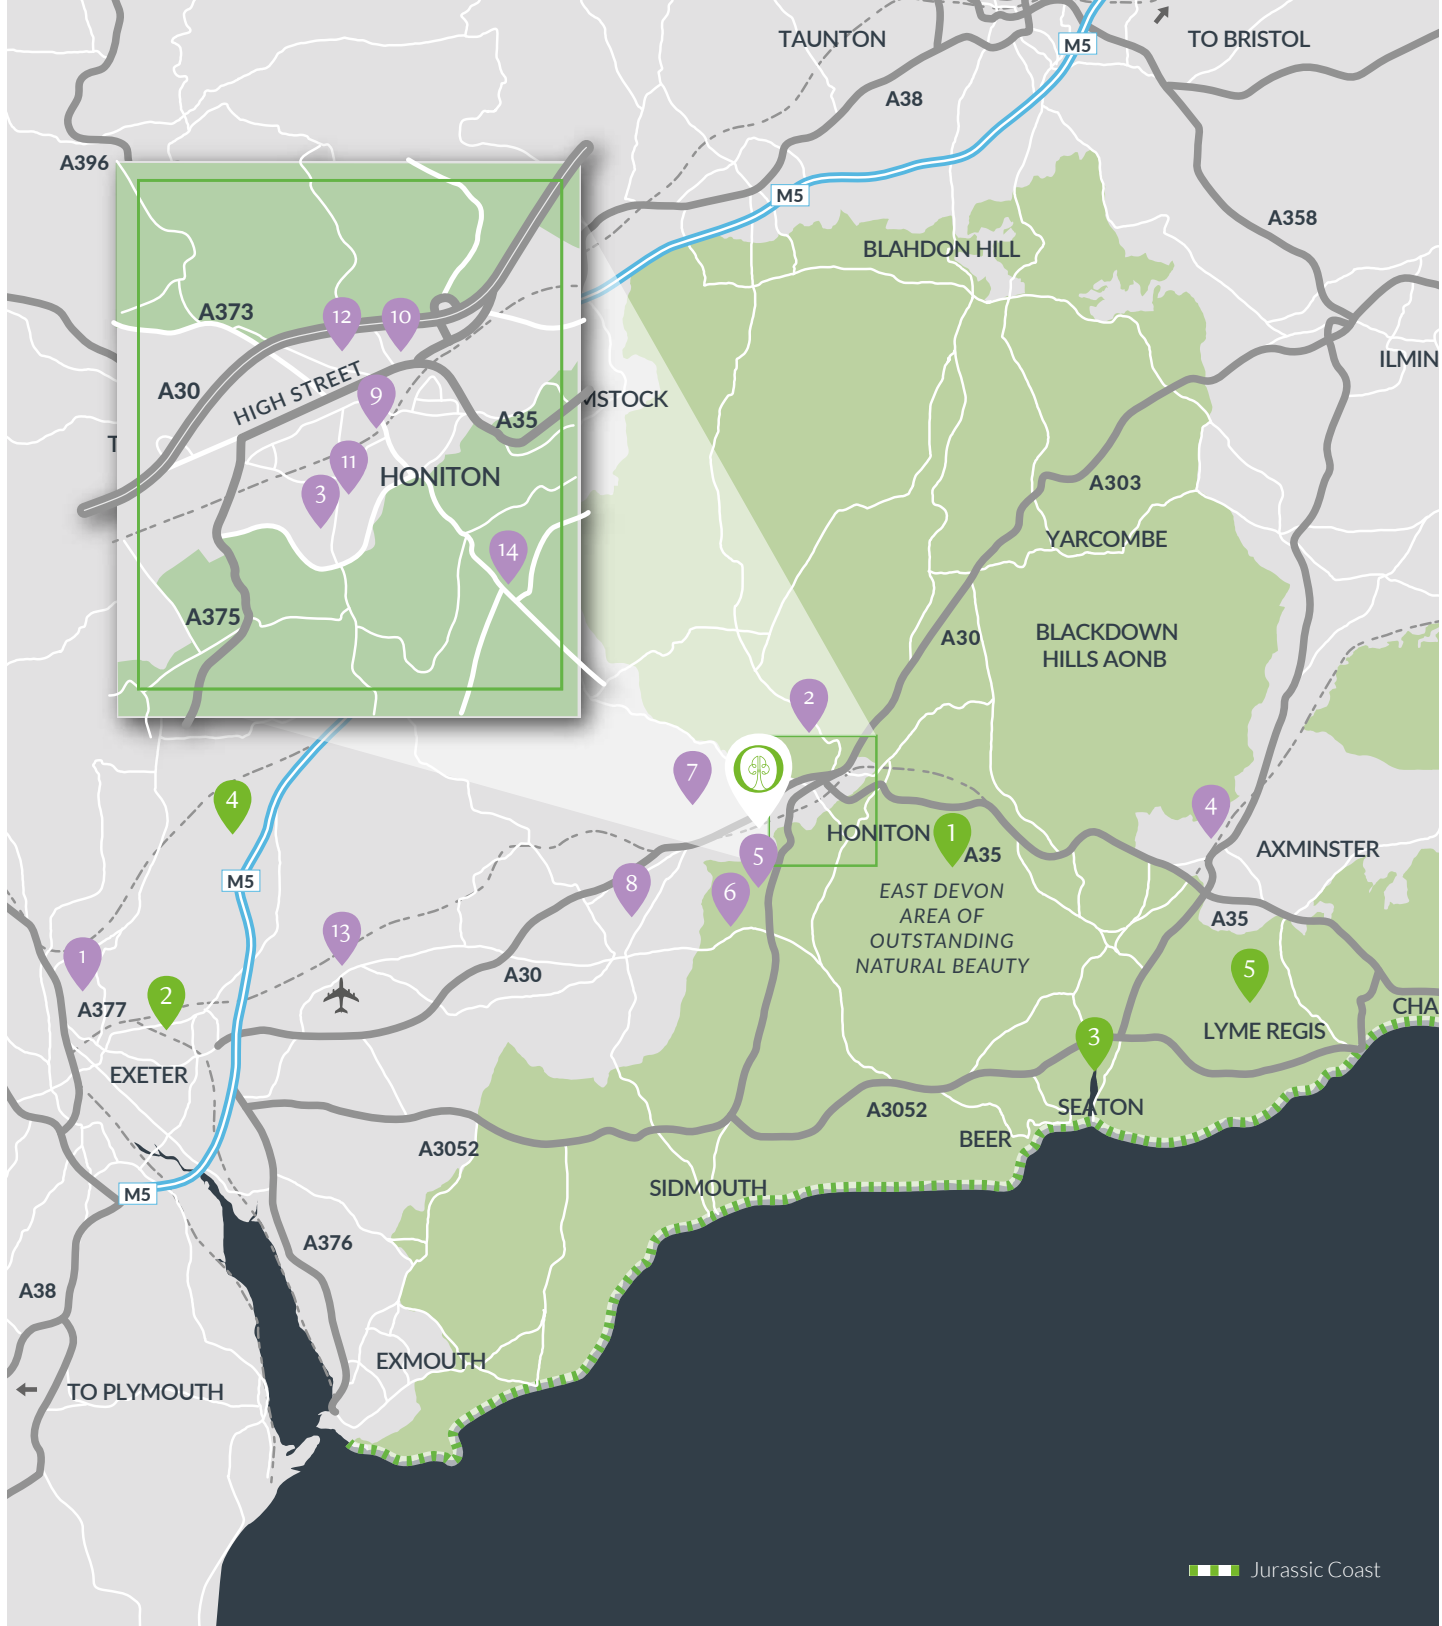 TAUNTON
M5
TO BRISTOL
A38
A396
M5
A358
BLAHDON HILL
A373
12
10
ILMIN
A30
HIGH STREET
9
MSTOCK
A35
T
11
HONITON
3
A303
YARCOMBE
14
A375
A30
BLACKDOWN
HILLS AONB
2
7
4
4
HONITON
1
A35
AXMINSTER
5
M5
8
6
EAST DEVON
AREA OF
OUTSTANDING
NATURAL BEAUTY
A35
13
1
A30
5
2
A377
CHA
LYME REGIS
3
EXETER
A3052
SEATON
BEER
A3052
SIDMOUTH
M5
A376
A38
EXMOUTH
TO PLYMOUTH
Jurassic Coast